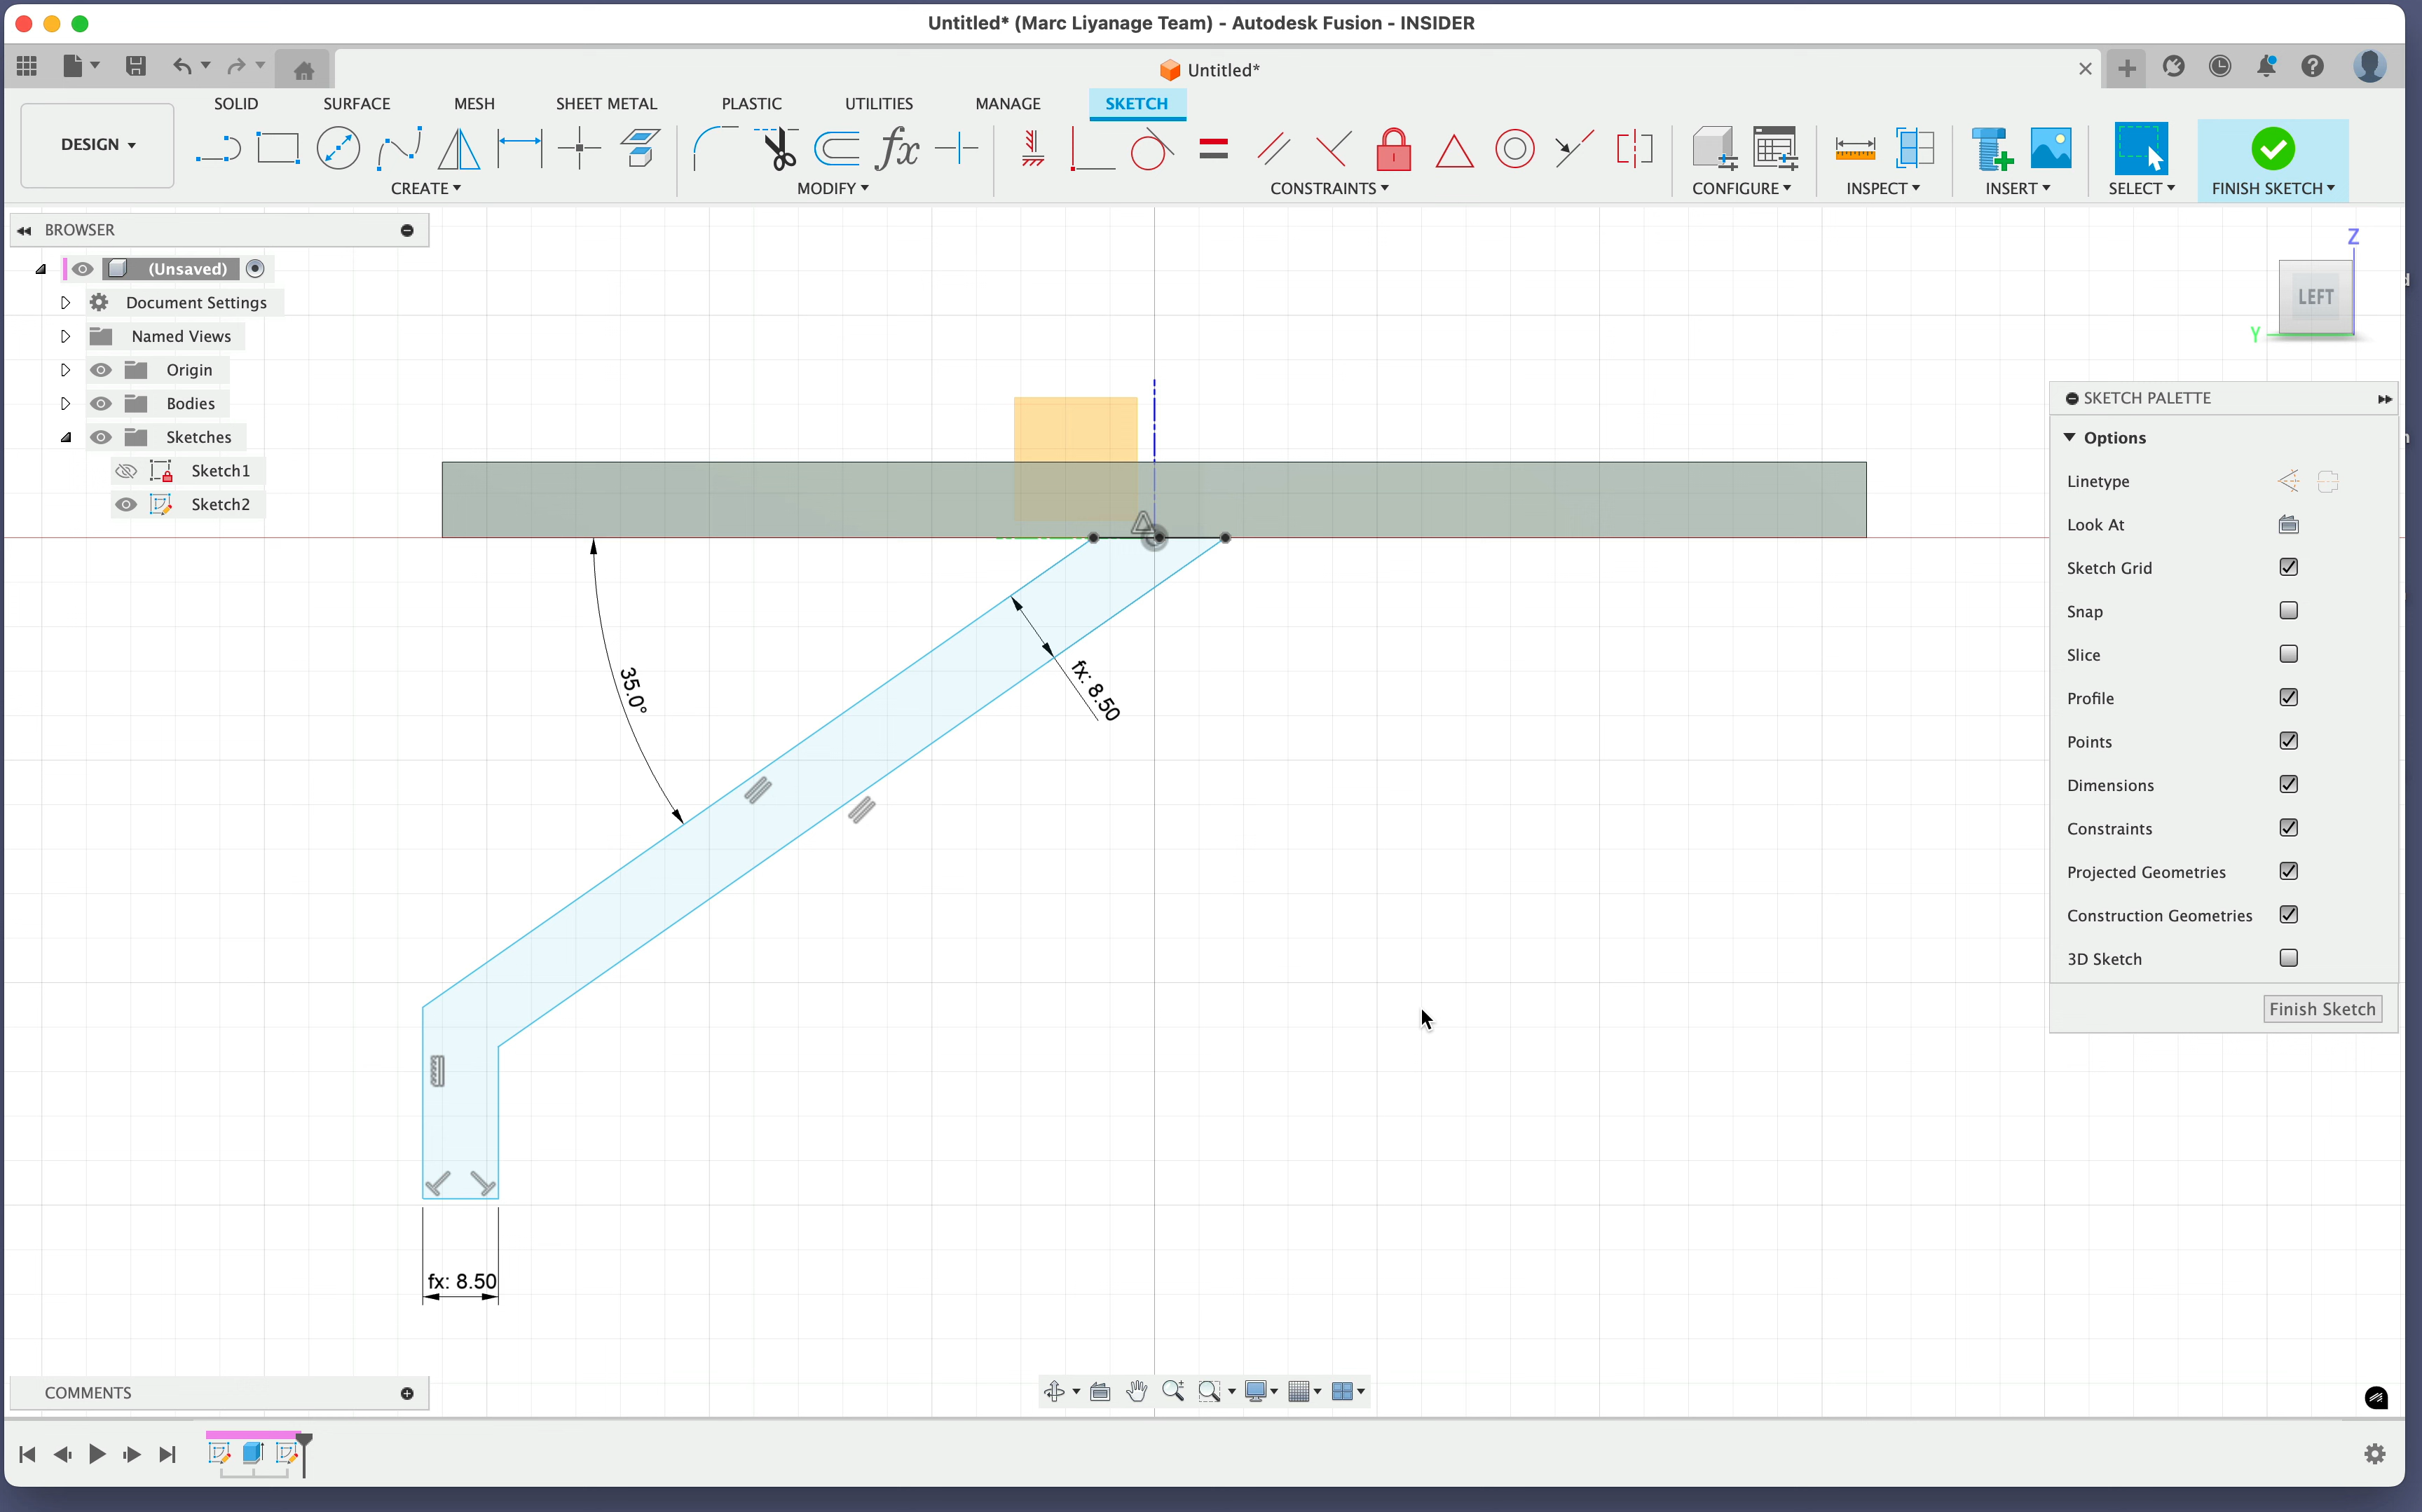 Untitled* (Marc Liyanage Team) - Autodesk Fusion - INSIDER
Untitled*
SOLID SURFACE MESH SHEET METAL PLASTIC UTILITIES MANAGE SKETCH
DESIGN
fx
CREATE MODIFY CONSTRAINTS CONFIGURE INSPECT INSERT SELECT FINISH SKETCH
BROWSER
(Unsaved)
Document Settings
Named Views
Origin
Bodies
Sketches
Sketch1
Sketch2
Z
LEFT
Y
SKETCH PALETTE
Options
Linetype
Look At
Sketch Grid
Snap
Slice
Profile
Points
Dimensions
Constraints
Projected Geometries
Construction Geometries
3D Sketch
Finish Sketch
35.0°
fx: 8.50
fx: 8.50
COMMENTS